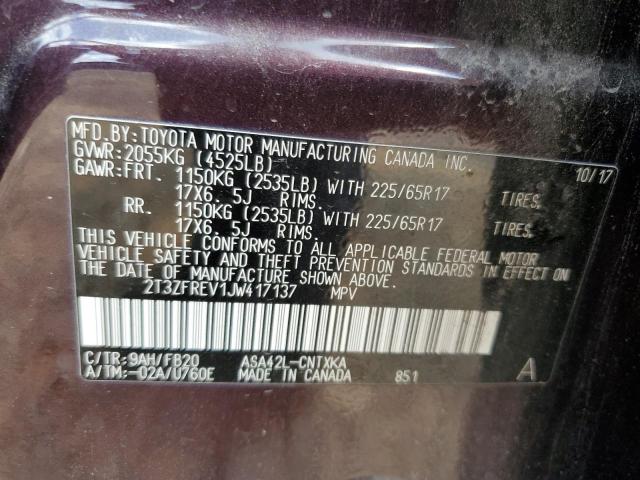 MFD.BY:TOYOTA MOTOR MANUFACTURING CANADA INC.
GVWR:2055KG (4525LB) 10/17
GAWR:FRT. 1150KG (2535LB) WITH 225/65R17 TIRES,
17X6. 5J RIMS.
RR. 1150KG (2535LB) WITH 225/65R17 TIRES,
17X6. 5J RIMS.
THIS VEHICLE CONFORMS TO ALL APPLICABLE FEDERAL MOTOR
VEHICLE SAFETY AND THEFT PREVENTION STANDARDS IN EFFECT ON
THE DATE OF MANUFACTURE SHOWN ABOVE.
2T3ZFREV1JW417137 MPV
C/TR:9AH/FB20 ASA42L-CNTXKA
A/TM:-02A/U760E MADE IN CANADA 851 A